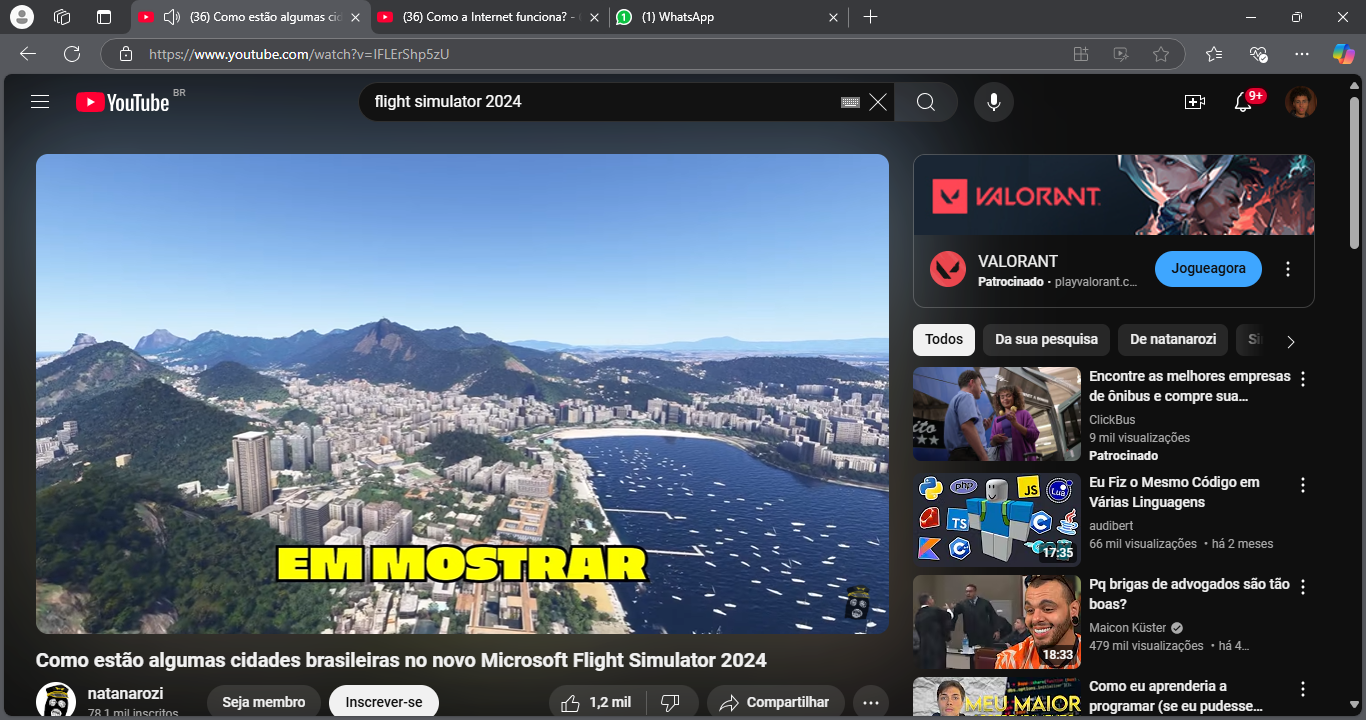 (36) Como estão algumas cid
(36) Como a Internet funciona? -
(1) WhatsApp
https://www.youtube.com/watch?v=IFLErShp5zU
YouTube BR
flight simulator 2024
9+
EM MOSTRAR
Como estão algumas cidades brasileiras no novo Microsoft Flight Simulator 2024
natanarozi
78,1 mil inscritos
Seja membro
Inscrever-se
1,2 mil
Compartilhar
VALORANT
VALORANT
Patrocinado • playvalorant.c...
Jogueagora
Todos
Da sua pesquisa
De natanarozi
Si
Encontre as melhores empresas
de ônibus e compre sua...
ClickBus
9 mil visualizações
Patrocinado
php
JS
Lua
TS
17:35
Eu Fiz o Mesmo Código em
Várias Linguagens
audibert
66 mil visualizações • há 2 meses
18:33
Pq brigas de advogados são tão
boas?
Maicon Küster
479 mil visualizações • há 4...
MEU MAIOR
Como eu aprenderia a
programar (se eu pudesse...